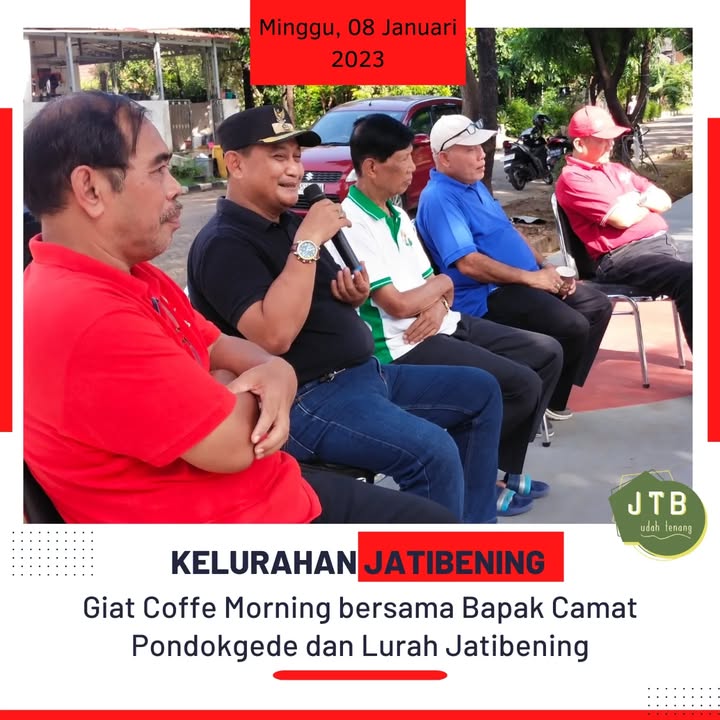 Minggu, 08 Januari
2023
JTB
udah tenang
KELURAHAN JATIBENING
Giat Coffe Morning bersama Bapak Camat
Pondokgede dan Lurah Jatibening